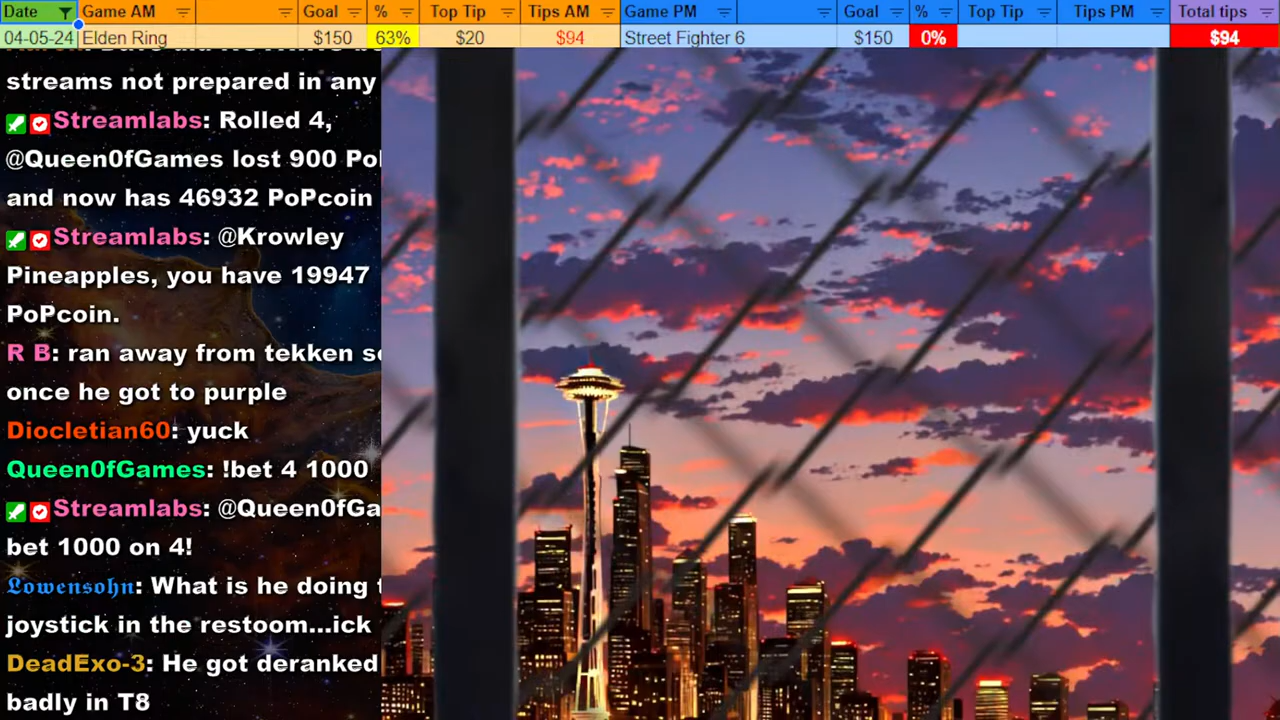 Date Game AM Goal % Top Tip Tips AM Game PM Goal % Top Tip Tips PM Total tips
04-05-24 Elden Ring $150 63% $20 $94 Street Fighter 6 $150 0% $94
streams not prepared in any
Streamlabs: Rolled 4,
@Queen0fGames lost 900 Po
and now has 46932 PoPcoin
Streamlabs: @Krowley
Pineapples, you have 19947
PoPcoin.
R B: ran away from tekken s
once he got to purple
Diocletian60: yuck
Queen0fGames: !bet 4 1000
Streamlabs: @Queen0fGa
bet 1000 on 4!
Lowensohn: What is he doing
joystick in the restoom...ick
DeadExo-3: He got deranked
badly in T8